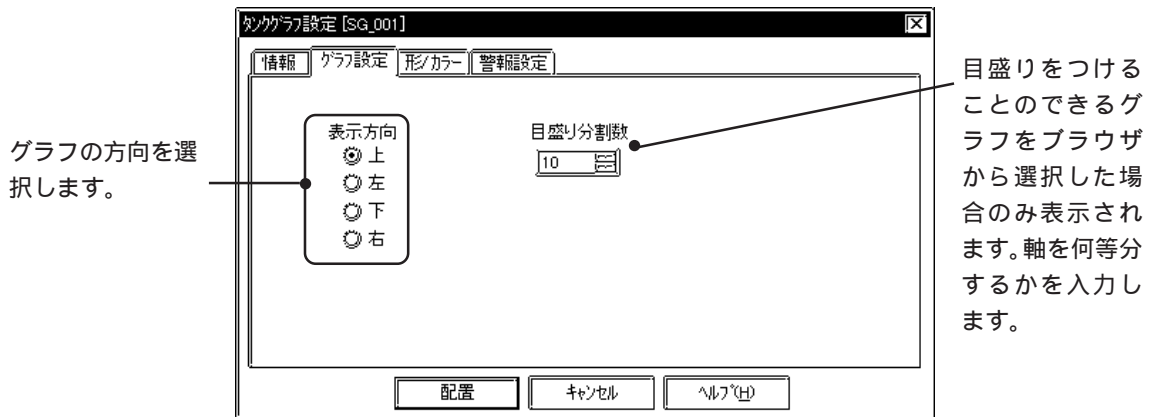 ﾀﾝｸｸﾞﾗﾌ設定 [SG_001]
情報 ｸﾞﾗﾌ設定 形/ｶﾗｰ 警報設定
グラフの方向を選
択します。
表示方向
上
左
下
右
目盛り分割数
10
目盛りをつける
ことのできるグ
ラフをブラウザ
から選択した場
合のみ表示され
ます。軸を何等分
するかを入力し
ます。
配置 ｷｬﾝｾﾙ ﾍﾙﾌﾟ(H)